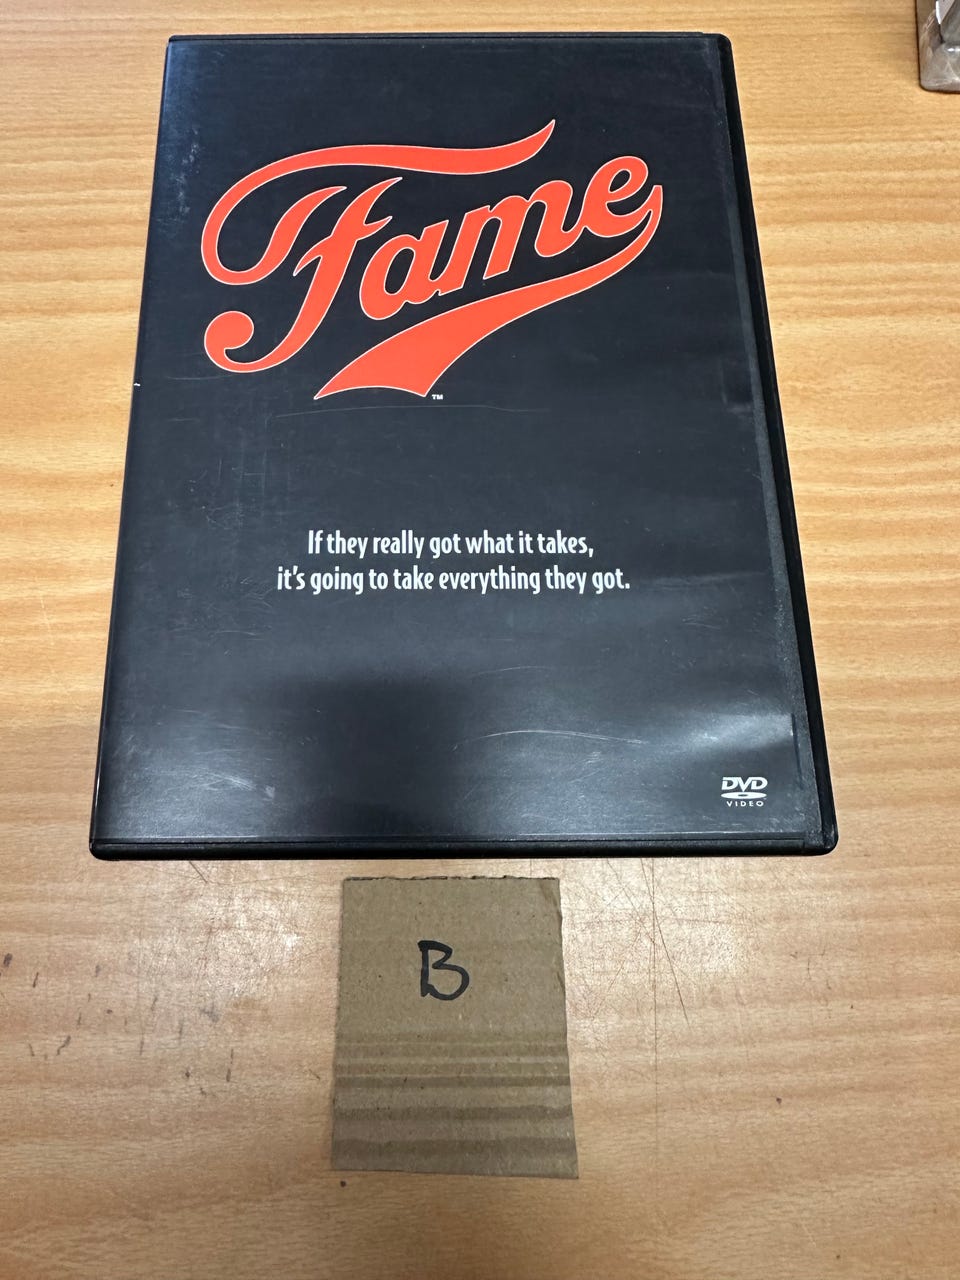 Fame
TM
If they really got what it takes,
it's going to take everything they got.
DVD
VIDEO
B